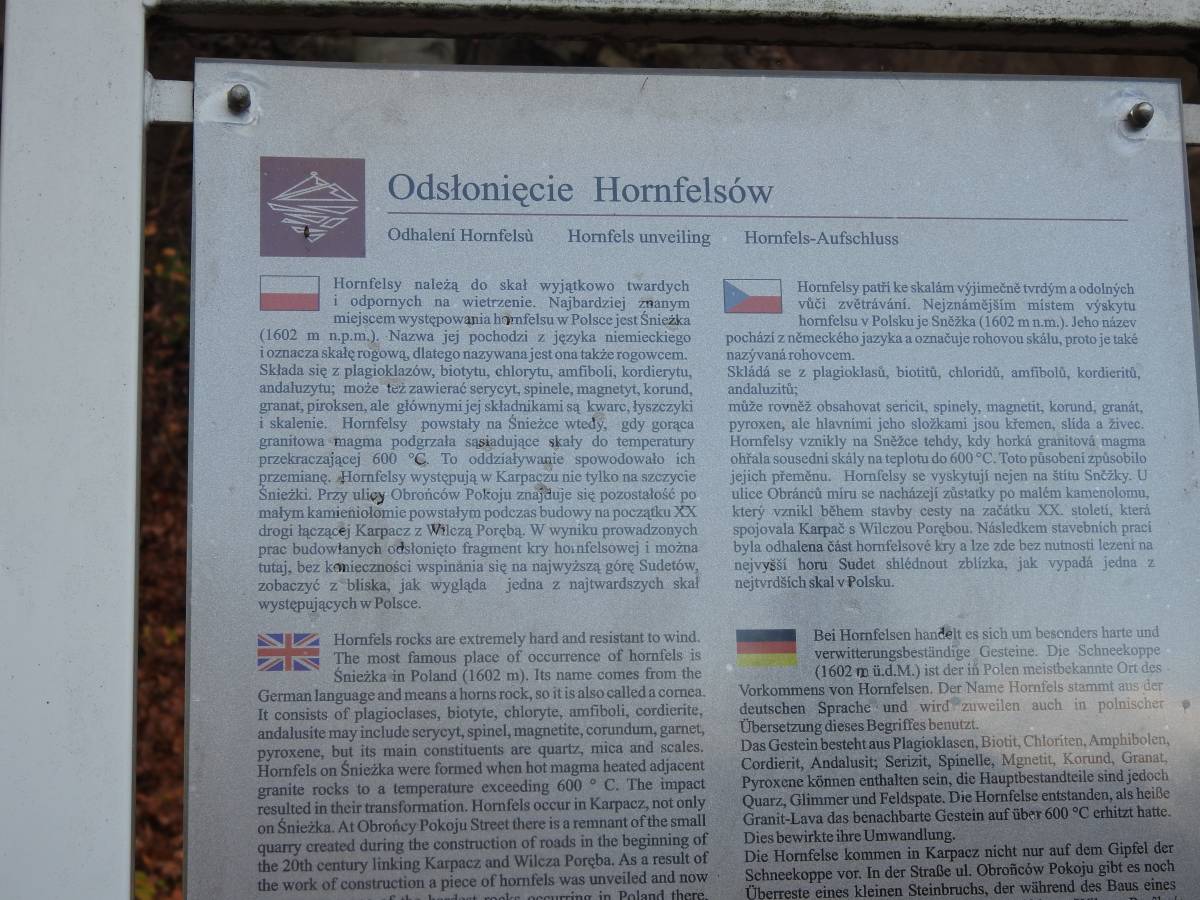 Odsłonięcie Hornfelsów
Odhalení Hornfelsù Hornfels unveiling Hornfels-Aufschluss
Hornfelsy należą do skał wyjątkowo twardych
i odpornych na wietrzenie. Najbardziej znanym
miejscem występowania hornfelsu w Polsce jest Śnieżka
(1602 m n.p.m.). Nazwa jej pochodzi z języka niemieckiego
i oznacza skałę rogową, dlatego nazywana jest ona także rogowcem.
Składa się z plagioklazów, biotytu, chlorytu, amfiboli, kordierytu,
andaluzytu; może też zawierać serycyt, spinele, magnetyt, korund,
granat, piroksen, ale głównymi jej składnikami są kwarc, łyszczyki
i skalenie. Hornfelsy powstały na Śnieżce wtedy, gdy gorąca
granitowa magma podgrzała sąsiadujące skały do temperatury
przekraczającej 600 °C. To oddziaływanie spowodowało ich
przemianę. Hornfelsy występują w Karpaczu nie tylko na szczycie
Śnieżki. Przy ulicy Obrońców Pokoju znajduje się pozostałość po
małym kamieniołomie powstałym podczas budowy na początku XX
drogi łączącej Karpacz z Wilczą Porębą. W wyniku prowadzonych
prac budowlanych odsłonięto fragment kry hornfelsowej i można
tutaj, bez konieczności wspinania się na najwyższą górę Sudetów,
zobaczyć z bliska, jak wygląda jedna z najtwardszych skał
występujących w Polsce.
Hornfelsy patří ke skalám výjimečně tvrdým a odolných
vůči zvětrávání. Nejznámějším místem výskytu
hornfelsu v Polsku je Sněžka (1602 m n.m.). Jeho název
pochází z německého jazyka a označuje rohovou skálu, proto je také
nazývaná rohovcem.
Skládá se z plagioklasů, biotitů, chloridů, amfibolů, kordieritů,
andaluzitů;
může rovněž obsahovat sericit, spinely, magnetit, korund, granát,
pyroxen, ale hlavními jeho složkami jsou křemen, slída a živec.
Hornfelsy vznikly na Sněžce tehdy, kdy horká granitová magma
ohřala sousední skály na teplotu do 600 °C. Toto působení způsobilo
jejich přeměnu. Hornfelsy se vyskytují nejen na štítu Sněžky. U
ulice Obránců míru se nacházejí zůstatky po malém kamenolomu,
který vznikl během stavby cesty na začátku XX. století, která
spojovala Karpač s Wilczou Porębou. Následkem stavebních prací
byla odhalena část hornfelsové kry a lze zde bez nutnosti lezení na
nejvyšší horu Sudet shlédnout zblízka, jak vypadá jedna z
nejtvrdších skal v Polsku.
Hornfels rocks are extremely hard and resistant to wind.
The most famous place of occurrence of hornfels is
Śnieżka in Poland (1602 m). Its name comes from the
German language and means a horns rock, so it is also called a cornea.
It consists of plagioclases, biotyte, chloryte, amfiboli, cordierite,
andalusite may include serycyt, spinel, magnetite, corundum, garnet,
pyroxene, but its main constituents are quartz, mica and scales.
Hornfels on Śnieżka were formed when hot magma heated adjacent
granite rocks to a temperature exceeding 600 ° C. The impact
resulted in their transformation. Hornfels occur in Karpacz, not only
on Śnieżka. At Obrońcy Pokoju Street there is a remnant of the small
quarry created during the construction of roads in the beginning of
the 20th century linking Karpacz and Wilcza Poręba. As a result of
the work of construction a piece of hornfels was unveiled and now
of the hardest rocks occurring in Poland there,
Bei Hornfelsen handelt es sich um besonders harte und
verwitterungsbeständige Gesteine. Die Schneekoppe
(1602 m ü.d.M.) ist der in Polen meistbekannte Ort des
Vorkommens von Hornfelsen. Der Name Hornfels stammt aus der
deutschen Sprache und wird zuweilen auch in polnischer
Übersetzung dieses Begriffes benutzt.
Das Gestein besteht aus Plagioklasen, Biotit, Chloriten, Amphibolen,
Cordierit, Andalusit; Serizit, Spinelle, Mgnetit, Korund, Granat,
Pyroxene können enthalten sein, die Hauptbestandteile sind jedoch
Quarz, Glimmer und Feldspate. Die Hornfelse entstanden, als heiße
Granit-Lava das benachbarte Gestein auf über 600 °C erhitzt hatte.
Dies bewirkte ihre Umwandlung.
Die Hornfelse kommen in Karpacz nicht nur auf dem Gipfel der
Schneekoppe vor. In der Straße ul. Obrońców Pokoju gibt es noch
Überreste eines kleinen Steinbruchs, der während des Baus eines